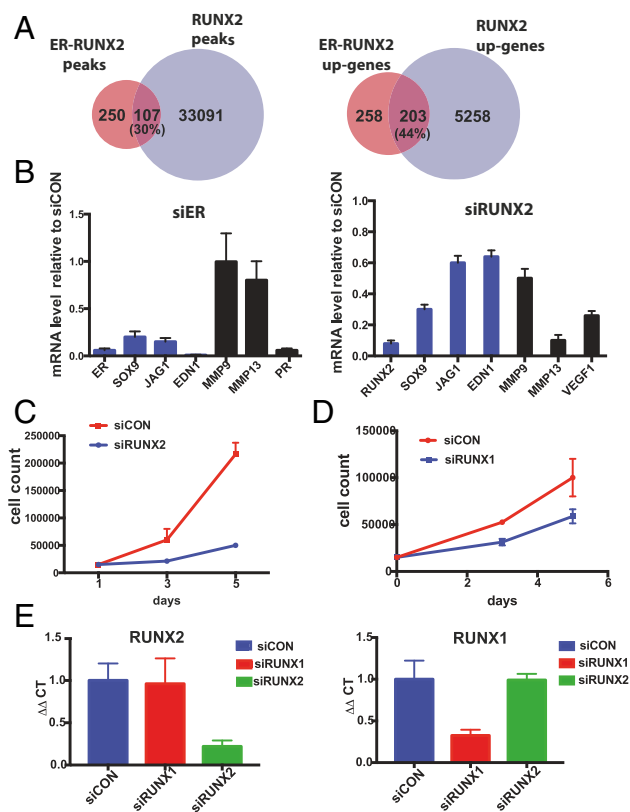 A
ER-RUNX2
peaks
RUNX2
peaks
250 107 33091
(30%)
ER-RUNX2
up-genes
RUNX2
up-genes
258 203 5258
(44%)
B
siER
mRNA level relative to siCON
1.5
1.0
0.5
0.0
ER SOX9 JAG1 EDN1 MMP9 MMP13 PR
siRUNX2
mRNA level relative to siCON
1.0
0.8
0.6
0.4
0.2
0.0
RUNX2 SOX9 JAG1 EDN1 MMP9 MMP13 VEGF1
C
siCON
siRUNX2
cell count
250000
200000
150000
100000
50000
0
1 3 5
days
D
siCON
siRUNX1
cell count
100000
50000
0
0 2 4 6
days
E
RUNX2
siCON
siRUNX1
siRUNX2
ΔΔ CT
1.5
1.0
0.5
0.0
siCON siRUNX1 siRUNX2
RUNX1
siCON
siRUNX1
siRUNX2
ΔΔ CT
1.5
1.0
0.5
0.0
siCON siRUNX1 siRUNX2